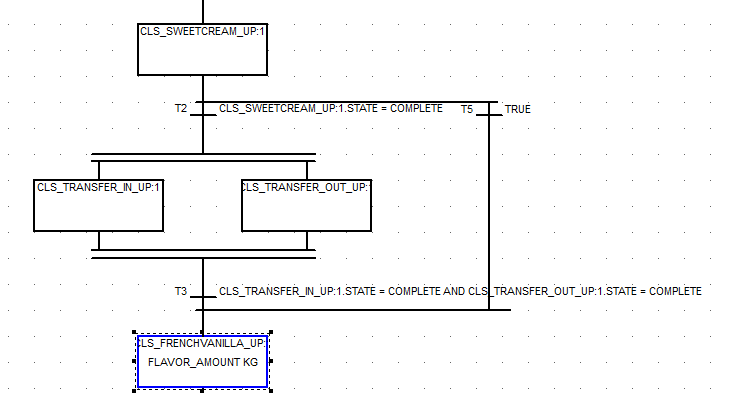 CLS_SWEETCREAM_UP:1
T2 CLS_SWEETCREAM_UP:1.STATE = COMPLETE T5 TRUE
CLS_TRANSFER_IN_UP:1 CLS_TRANSFER_OUT_UP:
T3 CLS_TRANSFER_IN_UP:1.STATE = COMPLETE AND CLS_TRANSFER_OUT_UP:1.STATE = COMPLETE
CLS_FRENCHVANILLA_UP:
FLAVOR_AMOUNT KG